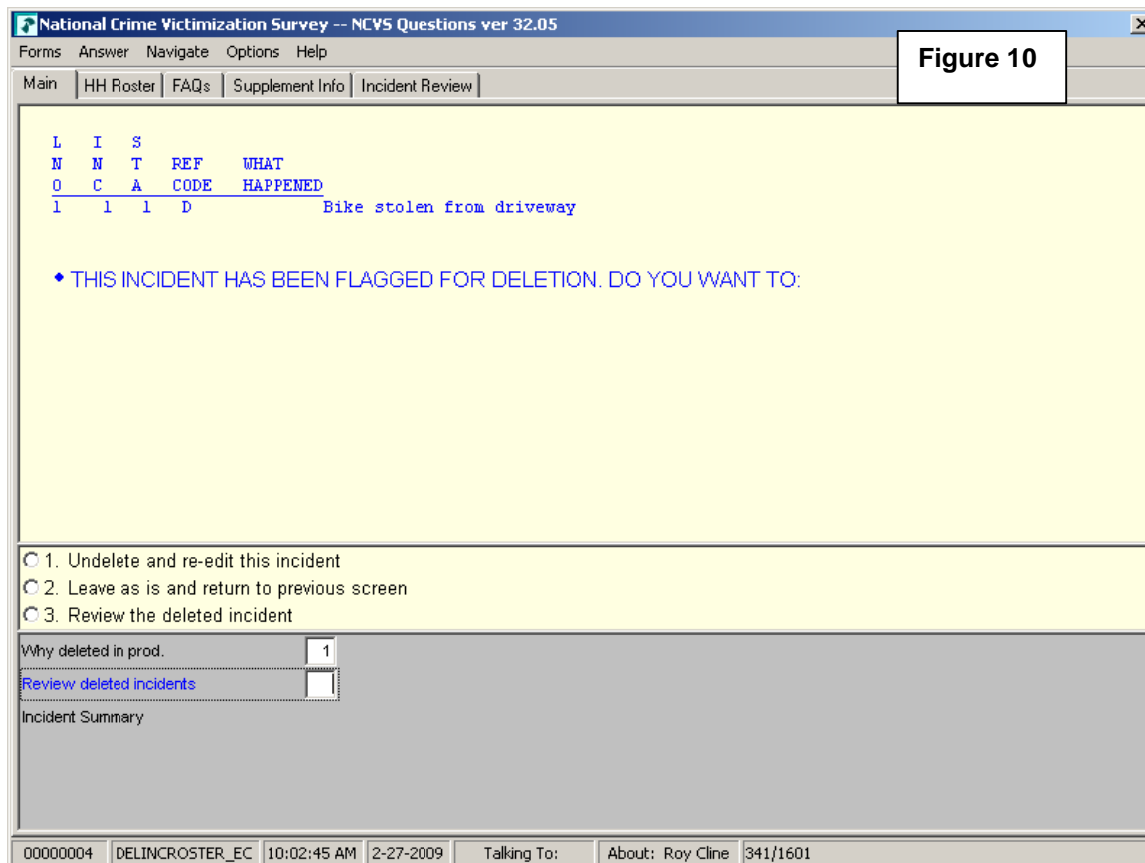 National Crime Victimization Survey -- NCVS Questions ver 32.05
Forms Answer Navigate Options Help
Figure 10
Main HH Roster FAQs Supplement Info Incident Review
L I S
N N T REF WHAT
O C A CODE HAPPENED
1 1 1 D Bike stolen from driveway
• THIS INCIDENT HAS BEEN FLAGGED FOR DELETION. DO YOU WANT TO:
1. Undelete and re-edit this incident
2. Leave as is and return to previous screen
3. Review the deleted incident
Why deleted in prod. 1
Review deleted incidents
Incident Summary
00000004 DELINCROSTER_EC 10:02:45 AM 2-27-2009 Talking To: About: Roy Cline 341/1601